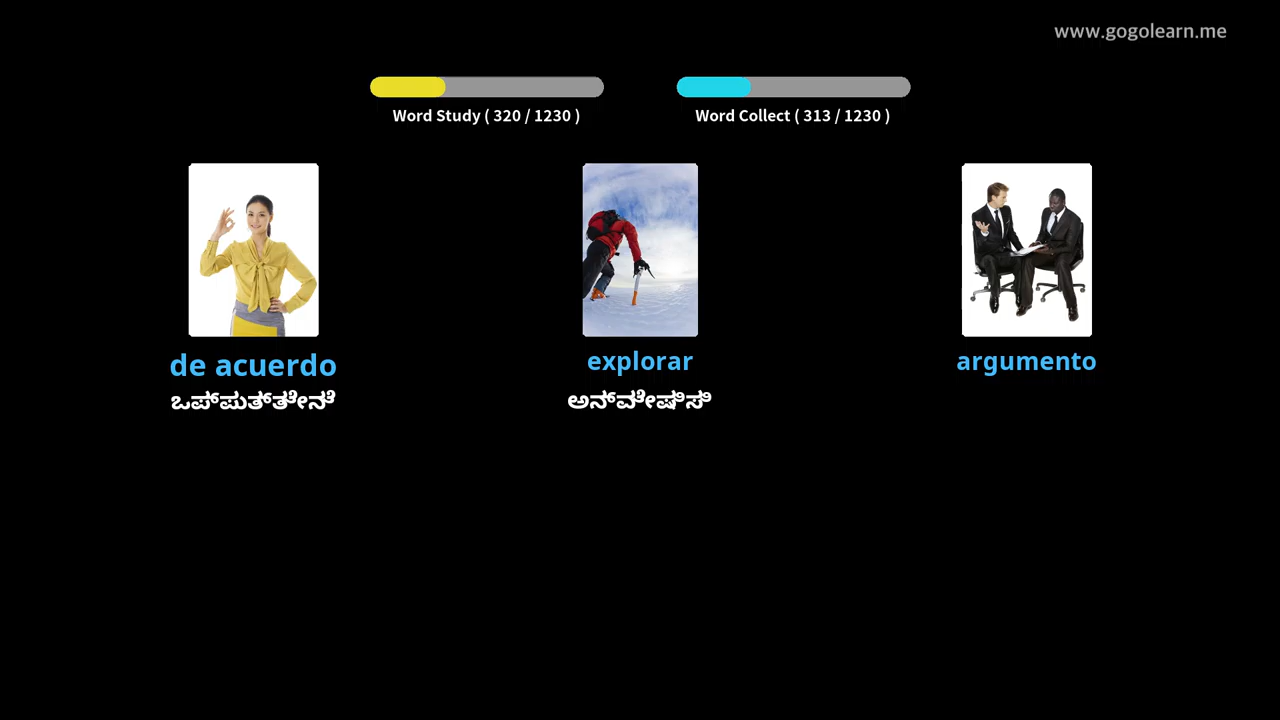 www.gogolearn.me
Word Study ( 320 / 1230 )
Word Collect ( 313 / 1230 )
de acuerdo
ಒಪ್ಪುತ್ತೇನೆ
explorar
ಅನ್ವೇಷಿಸಿ
argumento